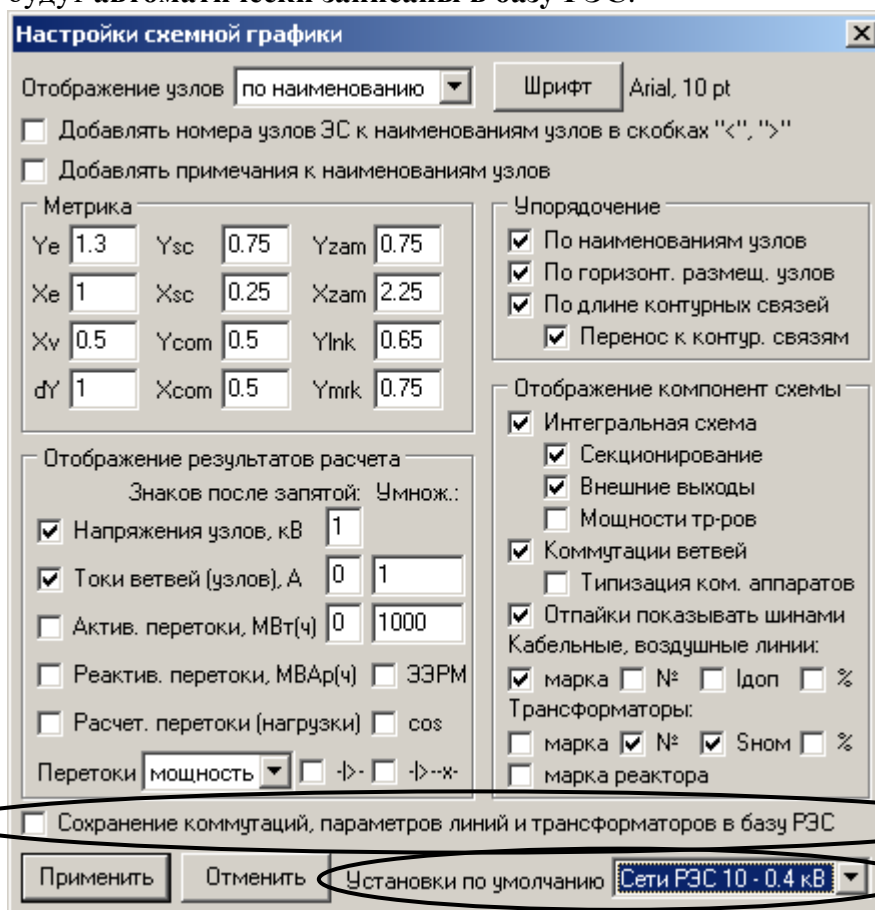 будут автоматически записаны в базу РЭС.
Настройки схемной графики
Отображение узлов по наименованию Шрифт Arial, 10 pt
Добавлять номера узлов ЭС к наименованиям узлов в скобках "<", ">"
Добавлять примечания к наименованиям узлов
Метрика
Ye 1.3 Ysc 0.75 Yzam 0.75
Xe 1 Xsc 0.25 Xzam 2.25
Xv 0.5 Ycom 0.5 Ylnk 0.65
dY 1 Xcom 0.5 Ymrk 0.75
Упорядочение
По наименованиям узлов
По горизонт. размещ. узлов
По длине контурных связей
Перенос к контур. связям
Отображение результатов расчета
Знаков после запятой: Умнож.:
Напряжения узлов, кВ 1
Токи ветвей (узлов), А 0 1
Актив. перетоки, МВт(ч) 0 1000
Реактив. перетоки, МВАр(ч) ЭЭРМ
Расчет. перетоки (нагрузки) cos
Перетоки мощность -|>- -|>--x-
Отображение компонент схемы
Интегральная схема
Секционирование
Внешние выходы
Мощности тр-ров
Коммутации ветвей
Типизация ком. аппаратов
Отпайки показывать шинами
Кабельные, воздушные линии:
марка № Iдоп %
Трансформаторы:
марка № Sном %
марка реактора
Сохранение коммутаций, параметров линий и трансформаторов в базу РЭС
Применить Отменить Установки по умолчанию Сети РЭС 10 - 0.4 кВ